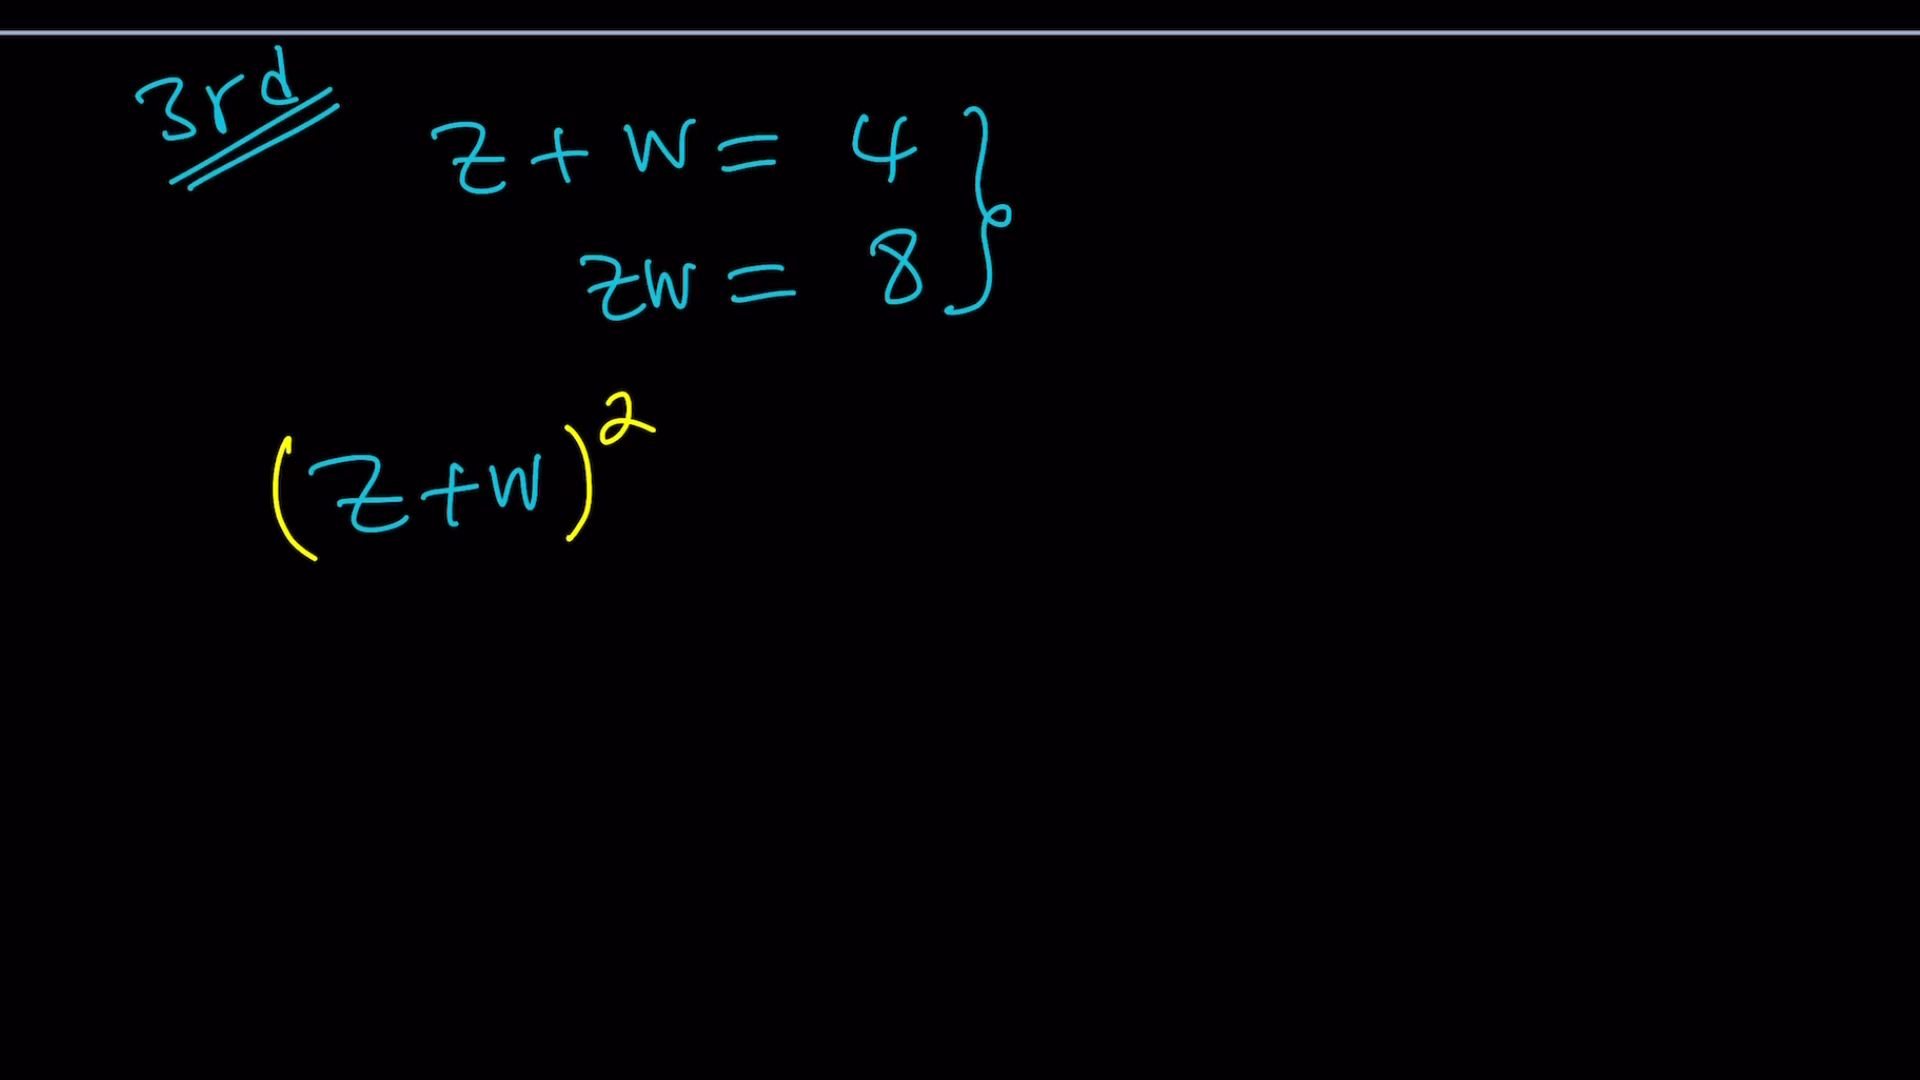 3rd
z + w = 4
zw = 8
(z+w)²